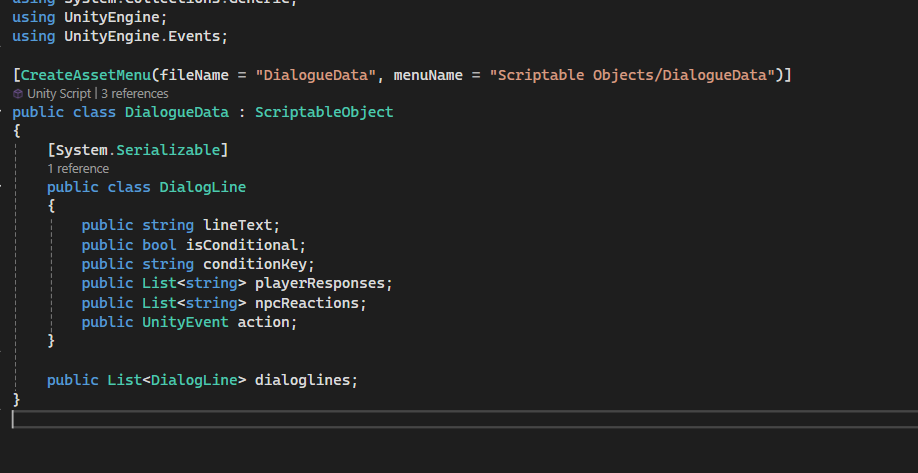 using System.Collections.Generic;
using UnityEngine;
using UnityEngine.Events;
[CreateAssetMenu(fileName = "DialogueData", menuName = "Scriptable Objects/DialogueData")]
Unity Script | 3 references
public class DialogueData : ScriptableObject
{
[System.Serializable]
1 reference
public class DialogLine
{
public string lineText;
public bool isConditional;
public string conditionKey;
public List<string> playerResponses;
public List<string> npcReactions;
public UnityEvent action;
}
public List<DialogLine> dialoglines;
}